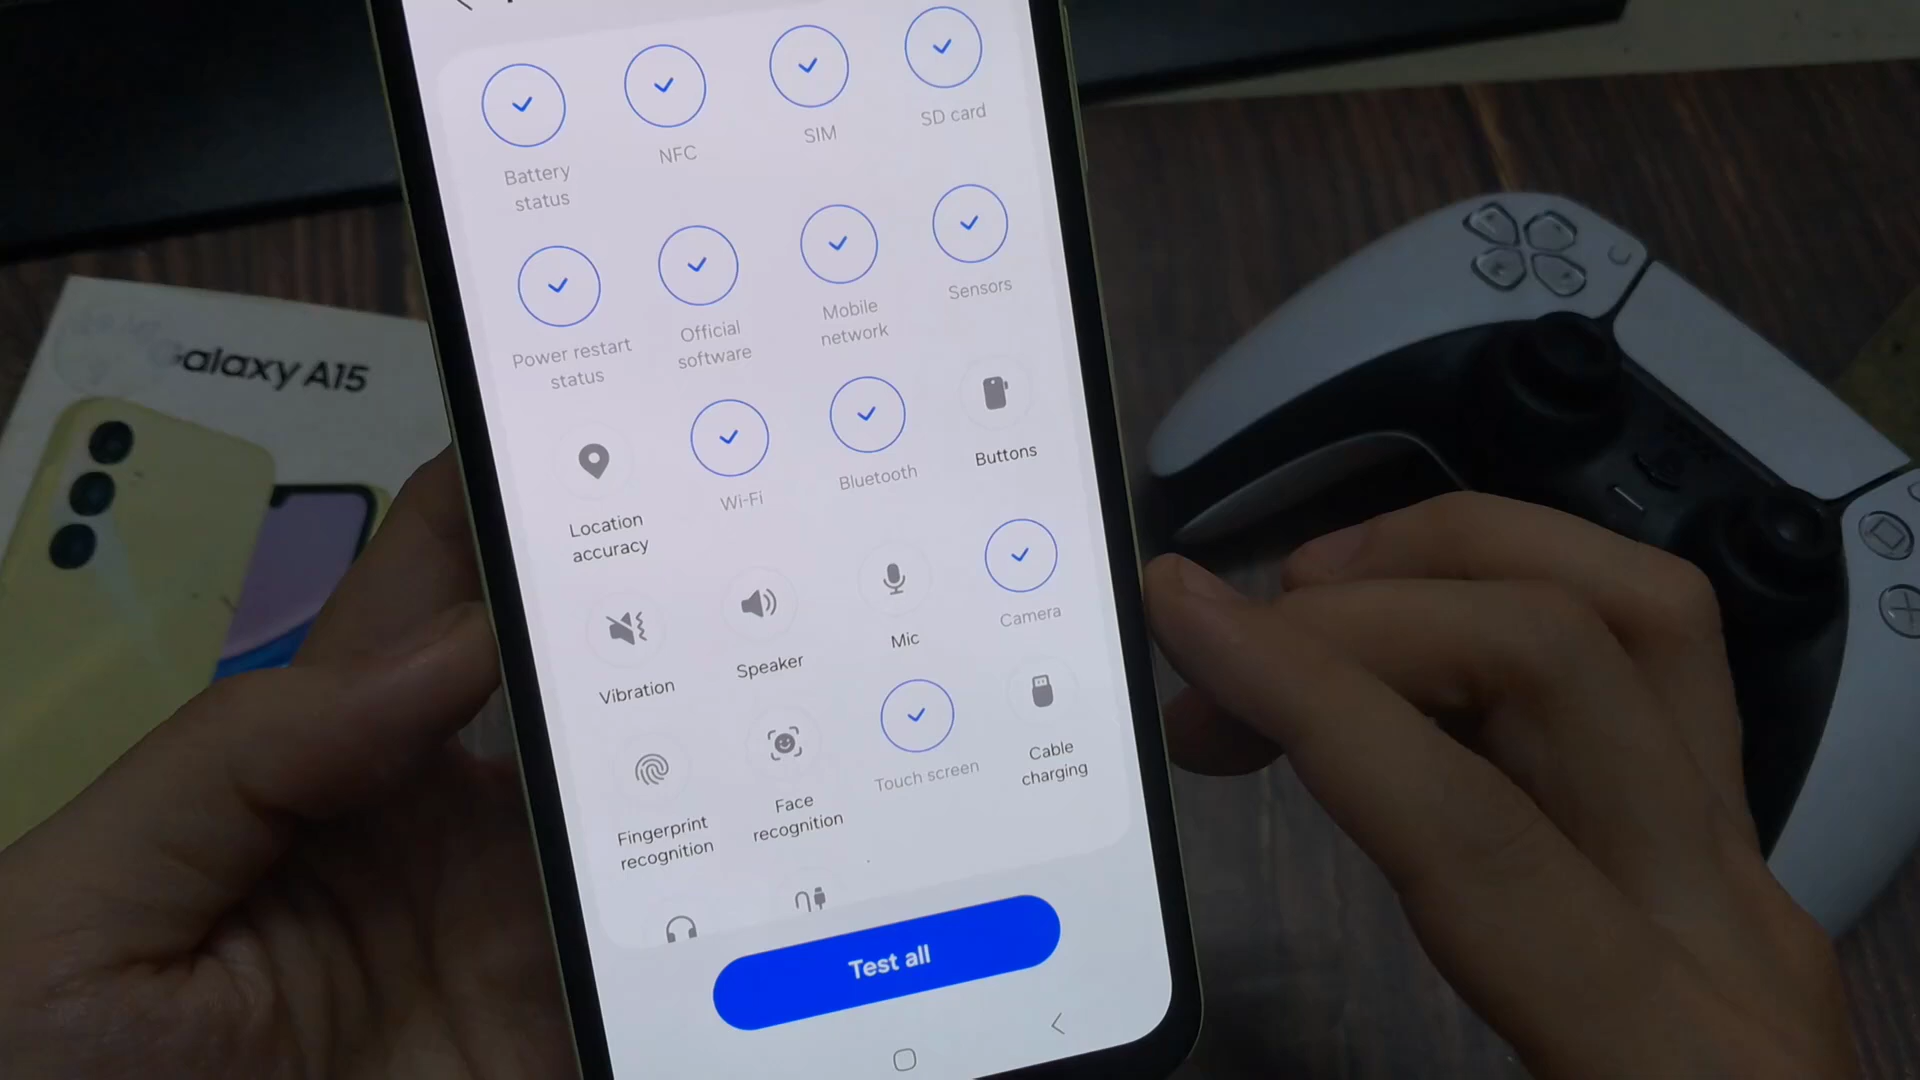 Battery
status
NFC
SIM
SD card
Power restart
status
Official
software
Mobile
network
Sensors
Location
accuracy
Wi-Fi
Bluetooth
Buttons
Vibration
Speaker
Mic
Camera
Fingerprint
recognition
Face
recognition
Touch screen
Cable
charging
Test all
Galaxy A15